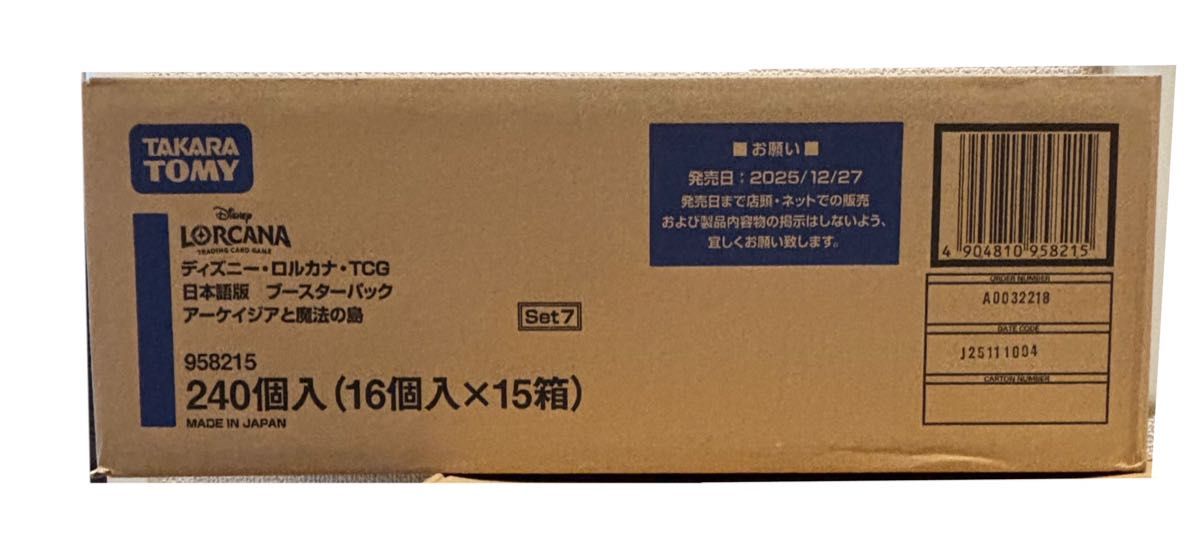 TAKARA
TOMY
Disney
LORCANA
TRADING CARD GAME
ディズニー・ロルカナ・TCG
日本語版 ブースターパック
アーケイジアと魔法の島
Set7
958215
240個入(16個入×15箱)
MADE IN JAPAN
■お願い■
発売日:2025/12/27
発売日まで店頭・ネットでの販売
および製品内容物の掲示はしないよう、
宜しくお願い致します。
4 904810 958215
ORDER NUMBER
A0032218
DATE CODE
J25111004
CARTON NUMBER